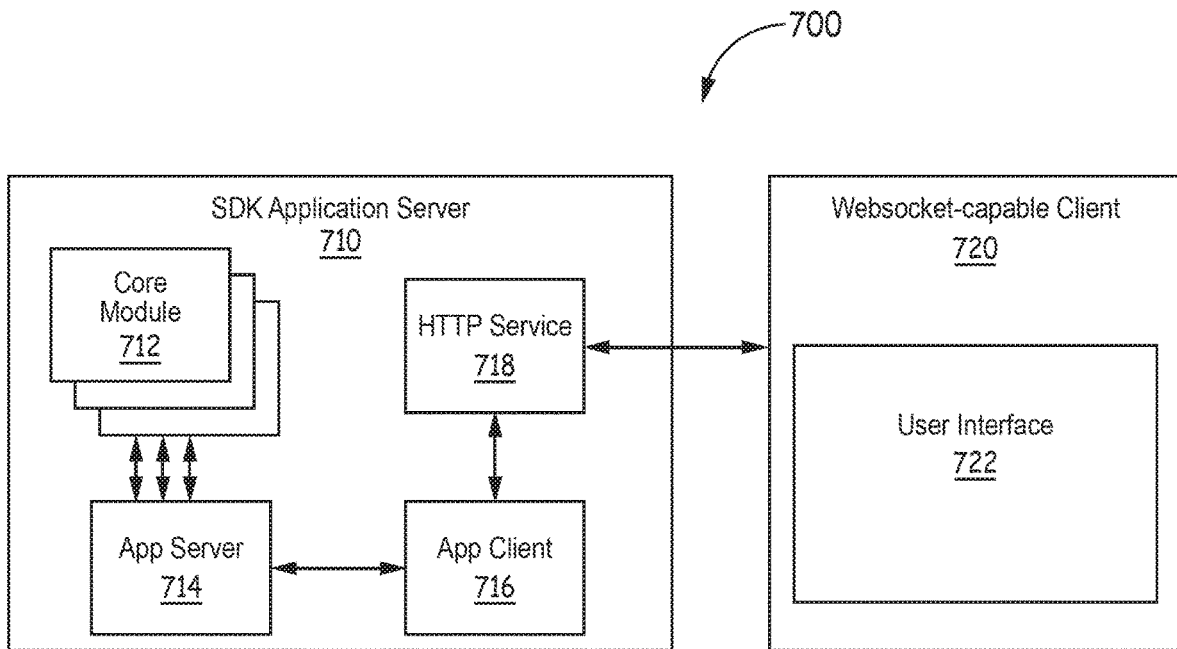 700
SDK Application Server
710
Core
Module
712
HTTP Service
718
App Server
714
App Client
716
Websocket-capable Client
720
User Interface
722